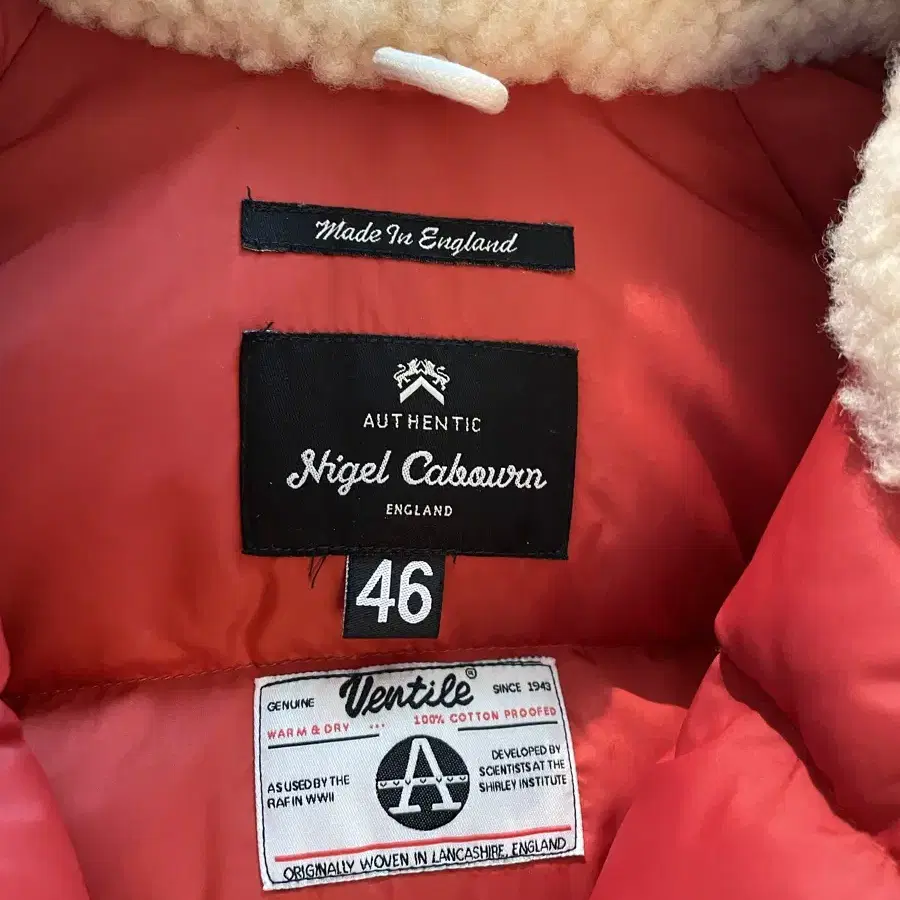 Made In England
AUTHENTIC
Nigel Cabourn
ENGLAND
46
GENUINE Ventile® SINCE 1943
WARM & DRY ... 100% COTTON PROOFED
AS USED BY THE
RAF IN WWII
A
DEVELOPED BY
SCIENTISTS AT THE
SHIRLEY INSTITUTE
ORIGINALLY WOVEN IN LANCASHIRE, ENGLAND